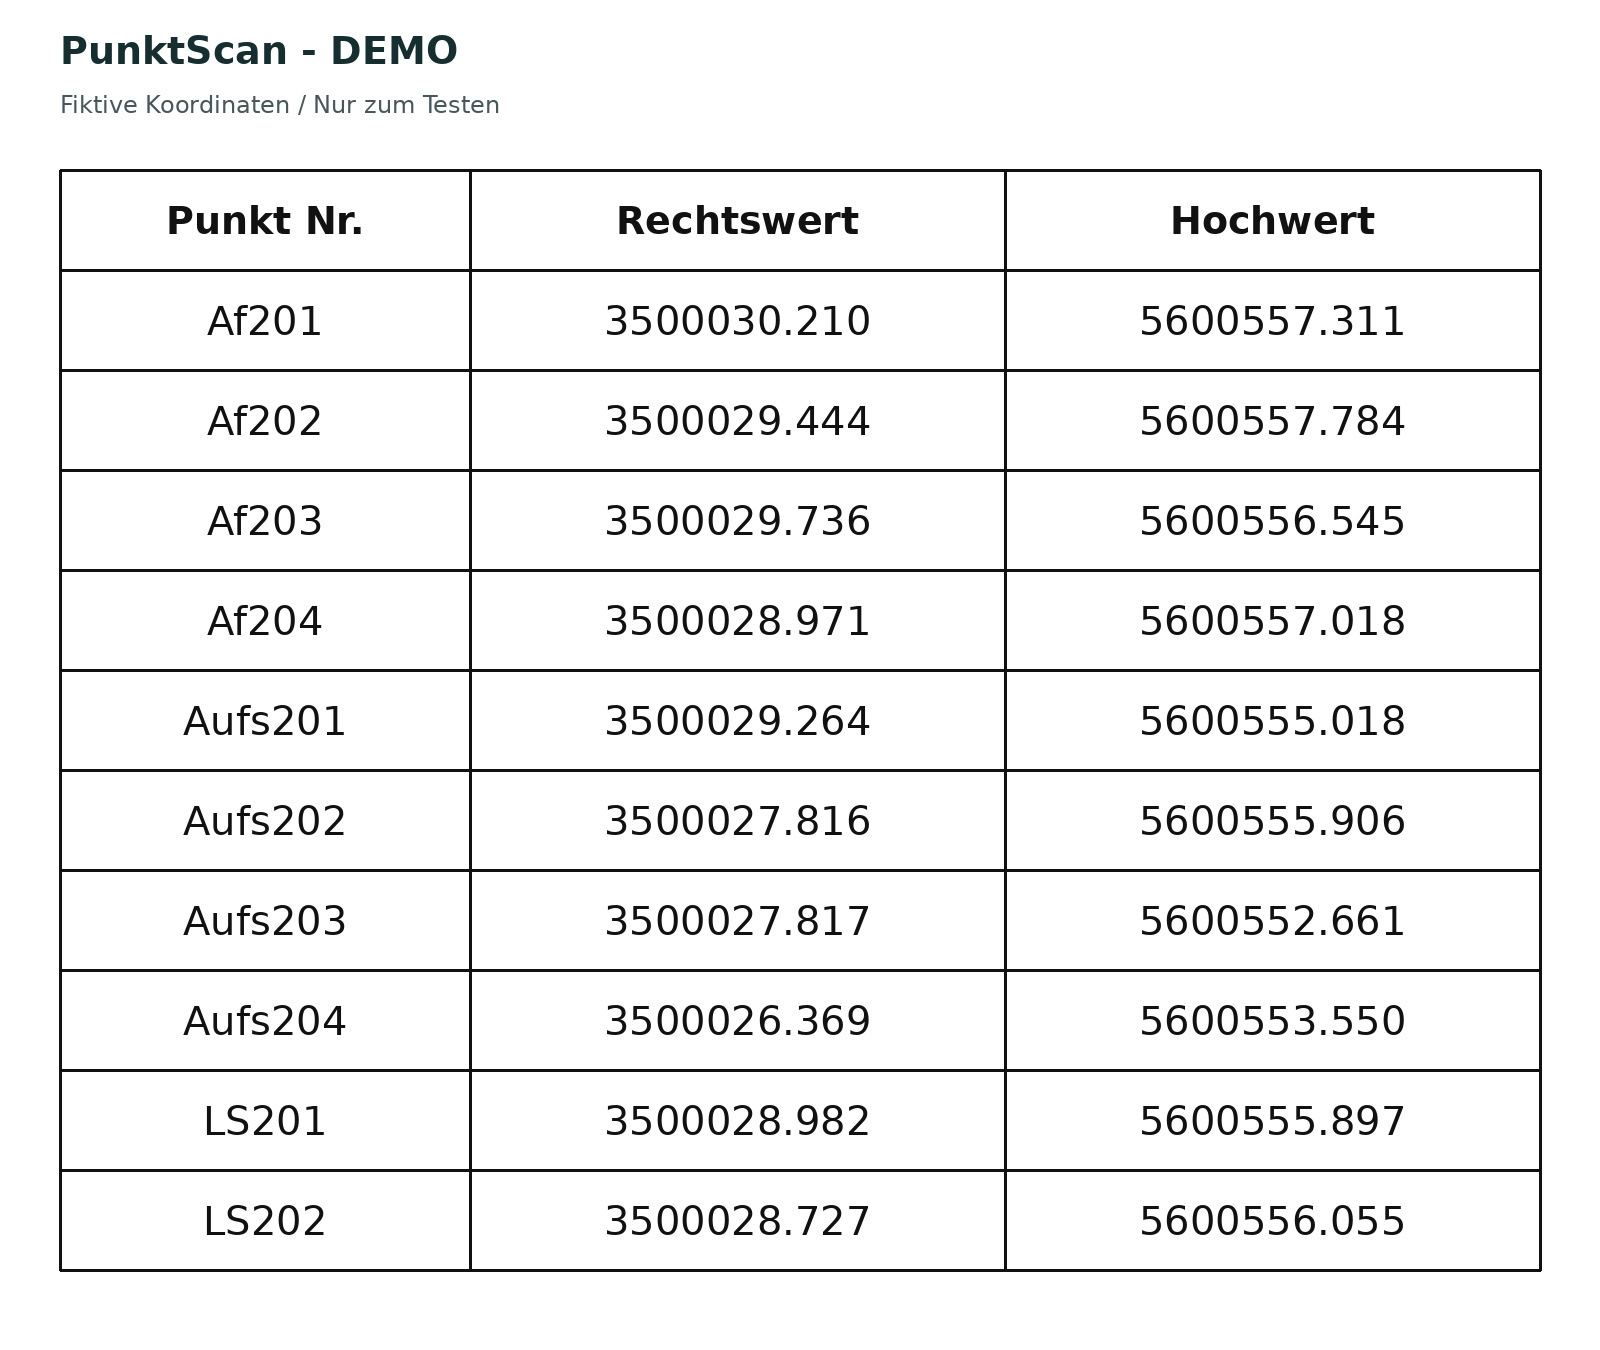 PunktScan - DEMO
Fiktive Koordinaten / Nur zum Testen
Punkt Nr. Rechtswert Hochwert
Af201 3500030.210 5600557.311
Af202 3500029.444 5600557.784
Af203 3500029.736 5600556.545
Af204 3500028.971 5600557.018
Aufs201 3500029.264 5600555.018
Aufs202 3500027.816 5600555.906
Aufs203 3500027.817 5600552.661
Aufs204 3500026.369 5600553.550
LS201 3500028.982 5600555.897
LS202 3500028.727 5600556.055